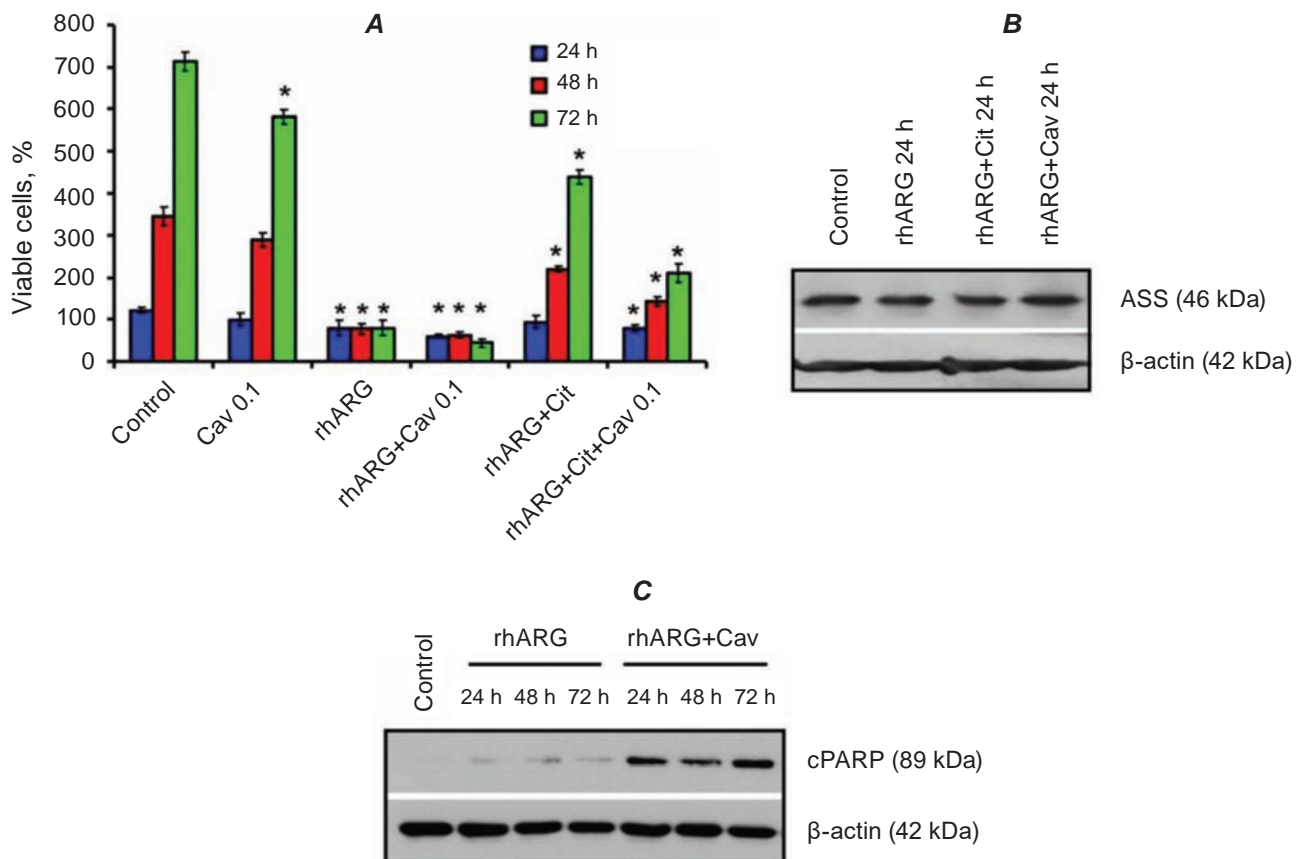 A
Viable cells, %
800
700
600
500
400
300
200
100
0
24 h
48 h
72 h
*
*
*
*
*
*
*
*
*
*
*
*
*
Control
Cav 0.1
rhARG
rhARG+Cav 0.1
rhARG+Cit
rhARG+Cit+Cav 0.1
B
Control
rhARG 24 h
rhARG+Cit 24 h
rhARG+Cav 24 h
ASS (46 kDa)
β-actin (42 kDa)
C
Control
rhARG
rhARG+Cav
24 h 48 h 72 h 24 h 48 h 72 h
cPARP (89 kDa)
β-actin (42 kDa)